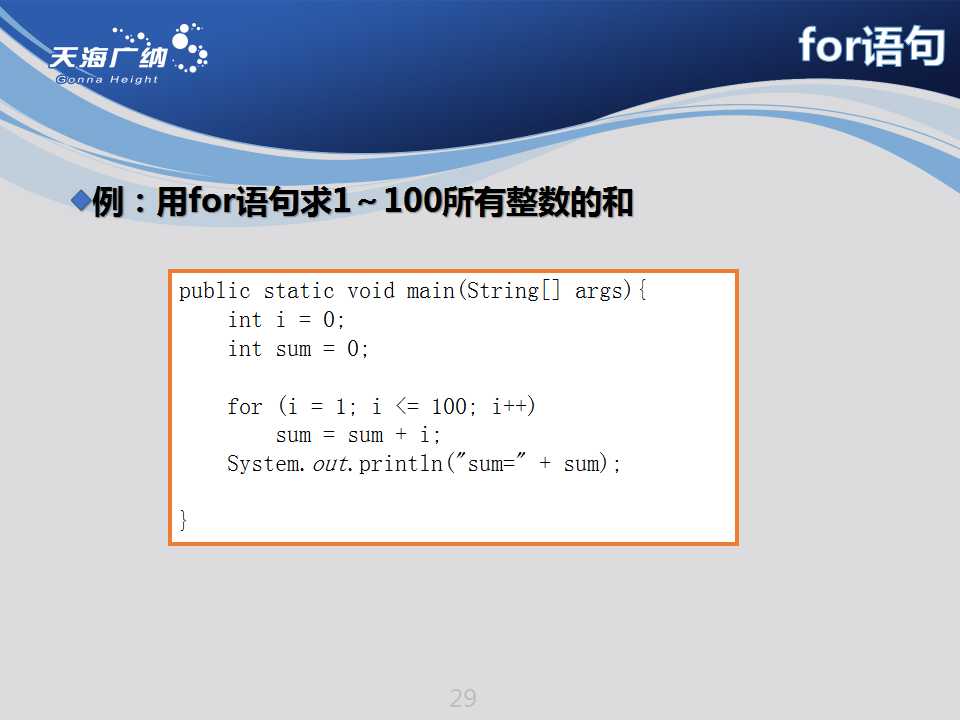 天海广纳
Gonna Height
for语句
例：用for语句求1～100所有整数的和
public static void main(String[] args){
    int i = 0;
    int sum = 0;
    for (i = 1; i <= 100; i++)
        sum = sum + i;
    System.out.println("sum=" + sum);
}
29